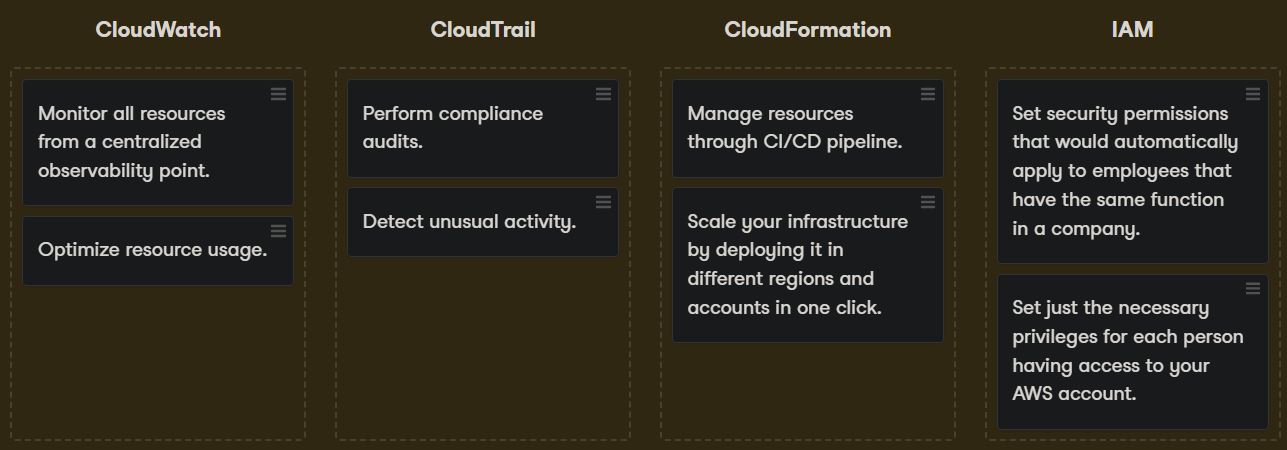 CloudWatch
Monitor all resources
from a centralized
observability point.
Optimize resource usage.
CloudTrail
Perform compliance
audits.
Detect unusual activity.
CloudFormation
Manage resources
through CI/CD pipeline.
Scale your infrastructure
by deploying it in
different regions and
accounts in one click.
IAM
Set security permissions
that would automatically
apply to employees that
have the same function
in a company.
Set just the necessary
privileges for each person
having access to your
AWS account.